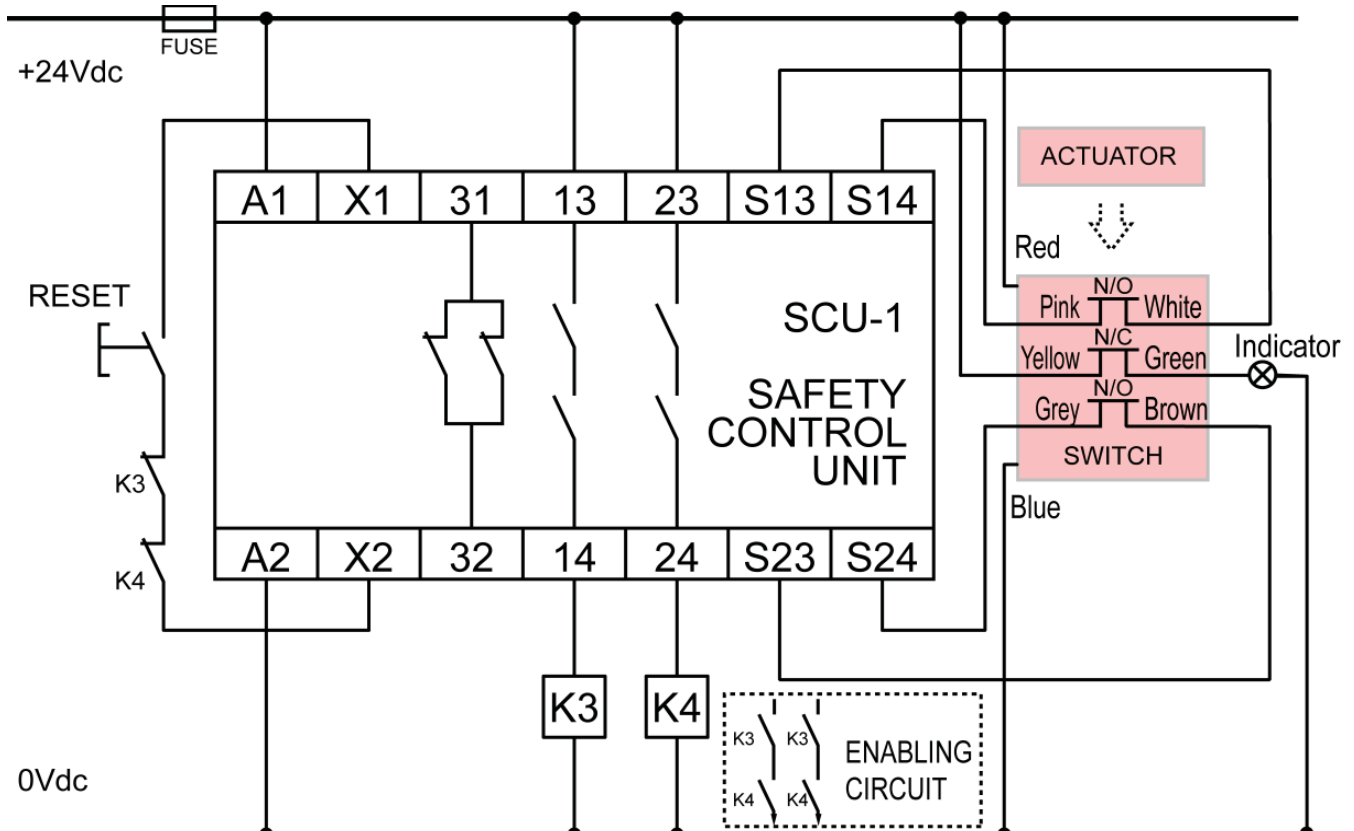 FUSE
+24Vdc
ACTUATOR
A1 X1 31 13 23 S13 S14
Red
RESET
SCU-1
N/O
Pink White
N/C
Yellow Green
Indicator
N/O
Grey Brown
SAFETY
CONTROL
UNIT
SWITCH
K3
Blue
A2 X2 32 14 24 S23 S24
K4
K3 K4
K3 K3
ENABLING
CIRCUIT
K4 K4
0Vdc